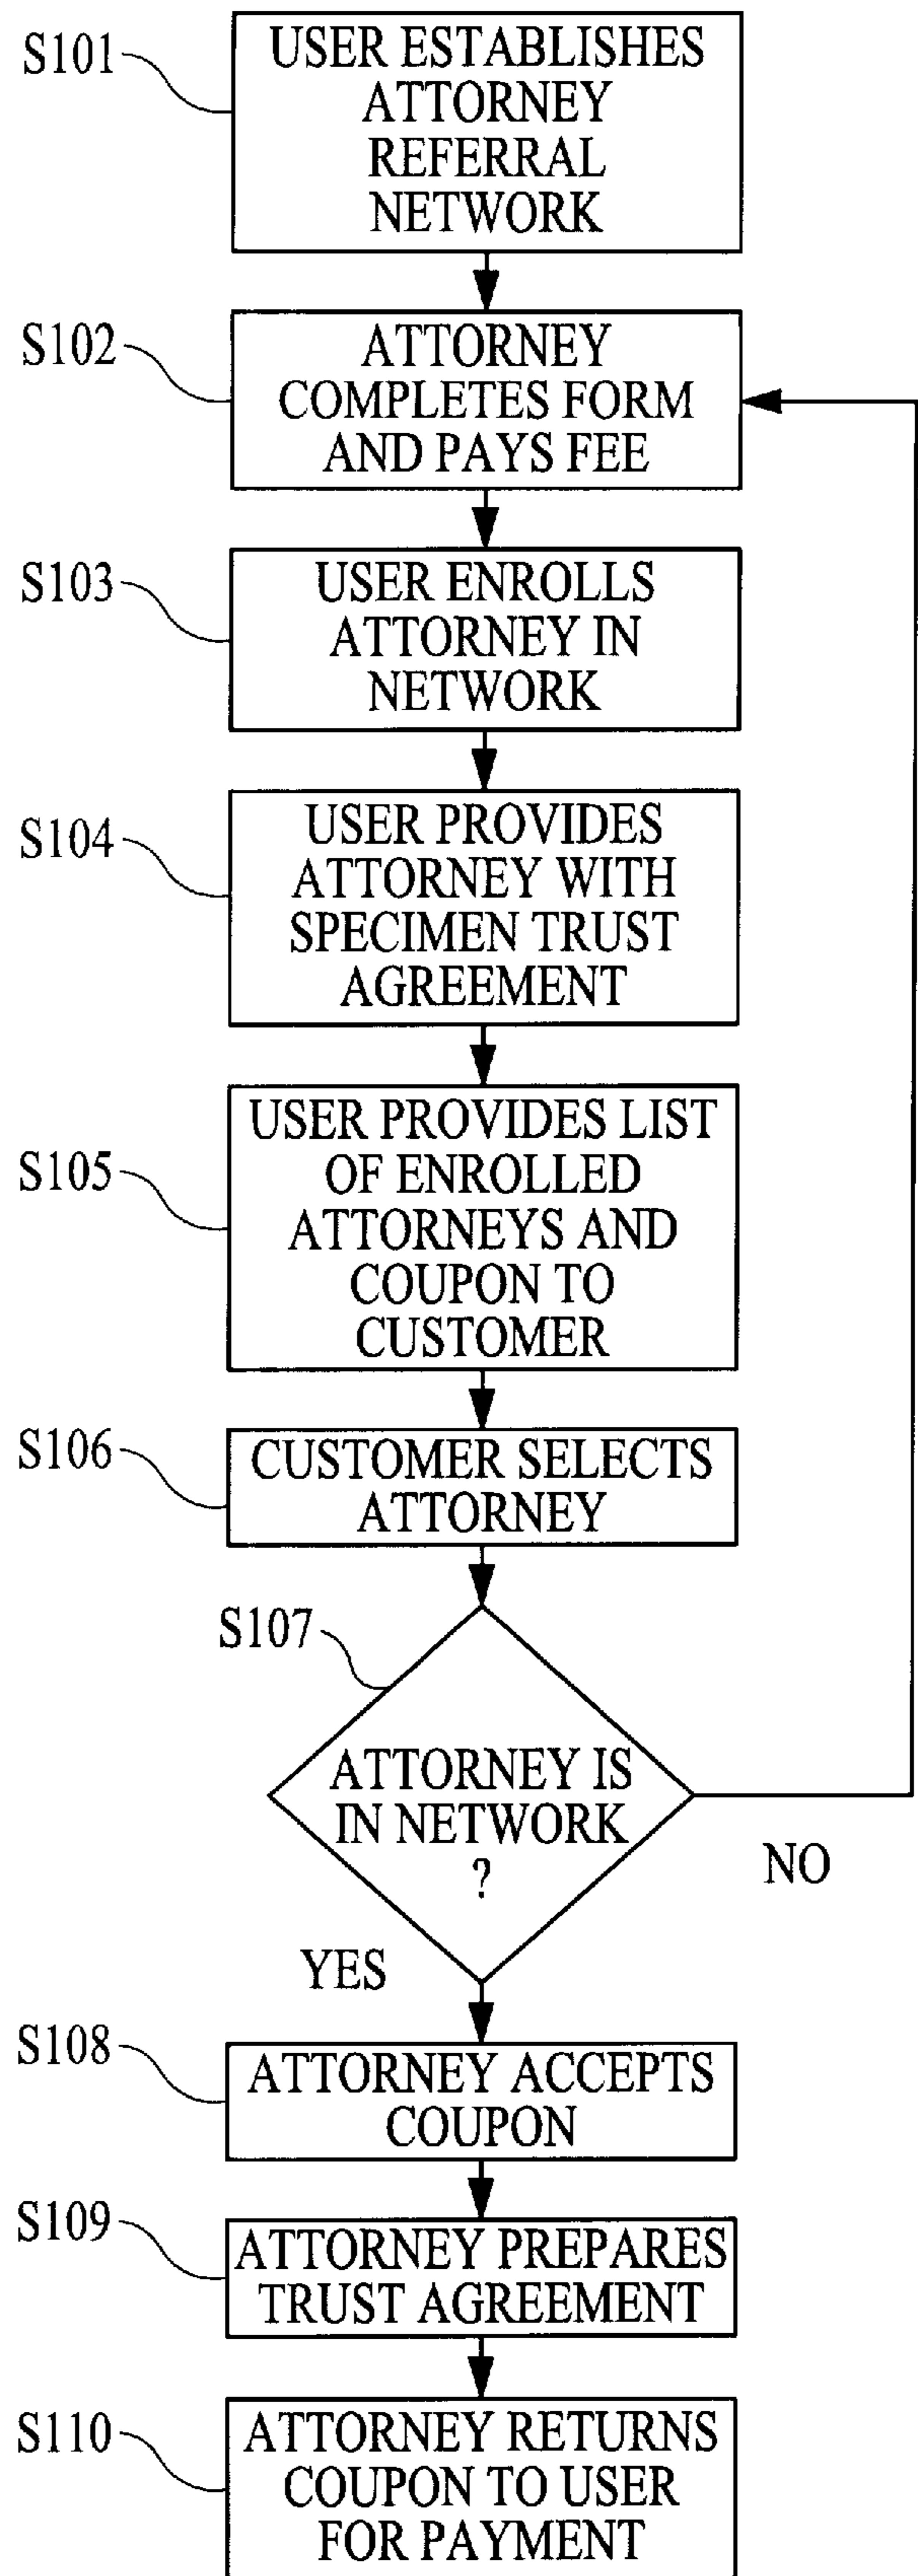 S101
USER ESTABLISHES
ATTORNEY
REFERRAL
NETWORK
S102
ATTORNEY
COMPLETES FORM
AND PAYS FEE
S103
USER ENROLLS
ATTORNEY IN
NETWORK
S104
USER PROVIDES
ATTORNEY WITH
SPECIMEN TRUST
AGREEMENT
S105
USER PROVIDES LIST
OF ENROLLED
ATTORNEYS AND
COUPON TO
CUSTOMER
S106
CUSTOMER SELECTS
ATTORNEY
S107
ATTORNEY IS
IN NETWORK
?
NO
YES
S108
ATTORNEY ACCEPTS
COUPON
S109
ATTORNEY PREPARES
TRUST AGREEMENT
S110
ATTORNEY RETURNS
COUPON TO USER
FOR PAYMENT